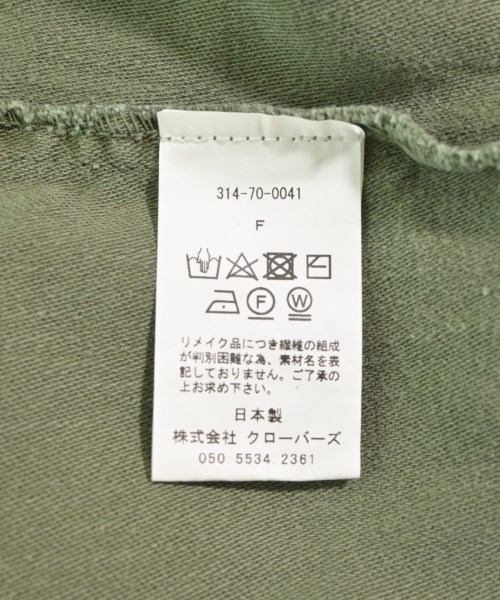 314-70-0041
F
F W
リメイク品につき繊維の組成
が判別困難な為、素材名を表
記しておりません。ご了承の
上お求め下さい。
日本製
株式会社 クローバーズ
050.5534.2361